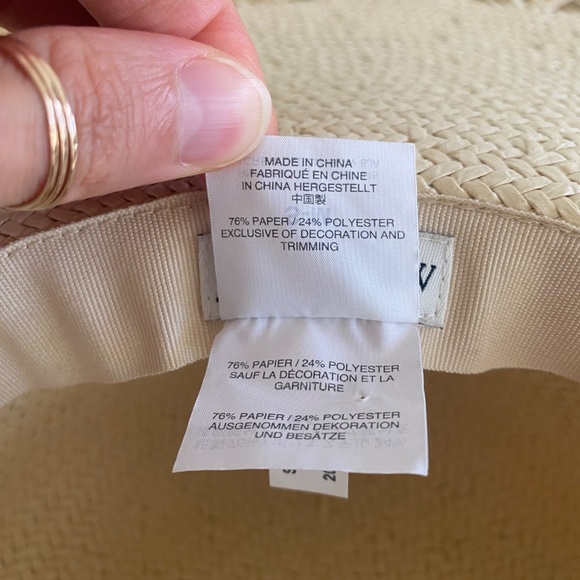 MADE IN CHINA
FABRIQUÉ EN CHINE
IN CHINA HERGESTELLT
中国製
76% PAPER / 24% POLYESTER
EXCLUSIVE OF DECORATION AND
TRIMMING
76% PAPIER / 24% POLYESTER
SAUF LA DÉCORATION ET LA
GARNITURE
76% PAPIER / 24% POLYESTER
AUSGENOMMEN DEKORATION
UND BESÄTZE